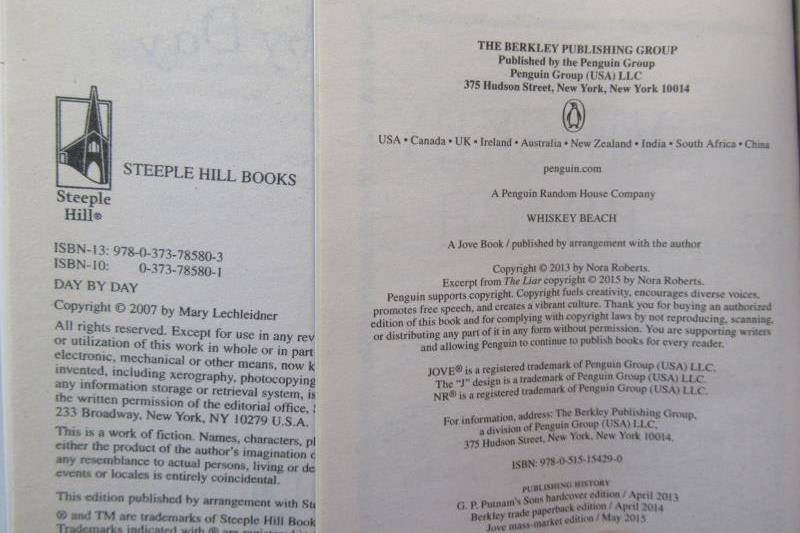 by Day
STEEPLE HILL BOOKS
Steeple
Hill®
ISBN-13: 978-0-373-78580-3
ISBN-10: 0-373-78580-1
DAY BY DAY
Copyright © 2007 by Mary Lechleidner
All rights reserved. Except for use in any rev
or utilization of this work in whole or in part
electronic, mechanical or other means, now k
invented, including xerography, photocopying
any information storage or retrieval system, is
the written permission of the editorial office,
233 Broadway, New York, NY 10279 U.S.A.
This is a work of fiction. Names, characters, pl
either the product of the author's imagination o
any resemblance to actual persons, living or de
events or locales is entirely coincidental.
This edition published by arrangement with Ste
® and TM are trademarks of Steeple Hill Book
Trademarks indicated with ® are
THE BERKLEY PUBLISHING GROUP
Published by the Penguin Group
Penguin Group (USA) LLC
375 Hudson Street, New York, New York 10014
USA • Canada • UK • Ireland • Australia • New Zealand • India • South Africa • China
penguin.com
A Penguin Random House Company
WHISKEY BEACH
A Jove Book / published by arrangement with the author
Copyright © 2013 by Nora Roberts.
Excerpt from The Liar copyright © 2015 by Nora Roberts.
Penguin supports copyright. Copyright fuels creativity, encourages diverse voices,
promotes free speech, and creates a vibrant culture. Thank you for buying an authorized
edition of this book and for complying with copyright laws by not reproducing, scanning,
or distributing any part of it in any form without permission. You are supporting writers
and allowing Penguin to continue to publish books for every reader.
JOVE® is a registered trademark of Penguin Group (USA) LLC.
The "J" design is a trademark of Penguin Group (USA) LLC.
NR® is a registered trademark of Penguin Group (USA) LLC.
For information, address: The Berkley Publishing Group,
a division of Penguin Group (USA) LLC,
375 Hudson Street, New York, New York 10014.
ISBN: 978-0-515-15429-0
PUBLISHING HISTORY
G. P. Putnam's Sons hardcover edition / April 2013
Berkley trade paperback edition / April 2014
Jove mass-market edition / May 2015